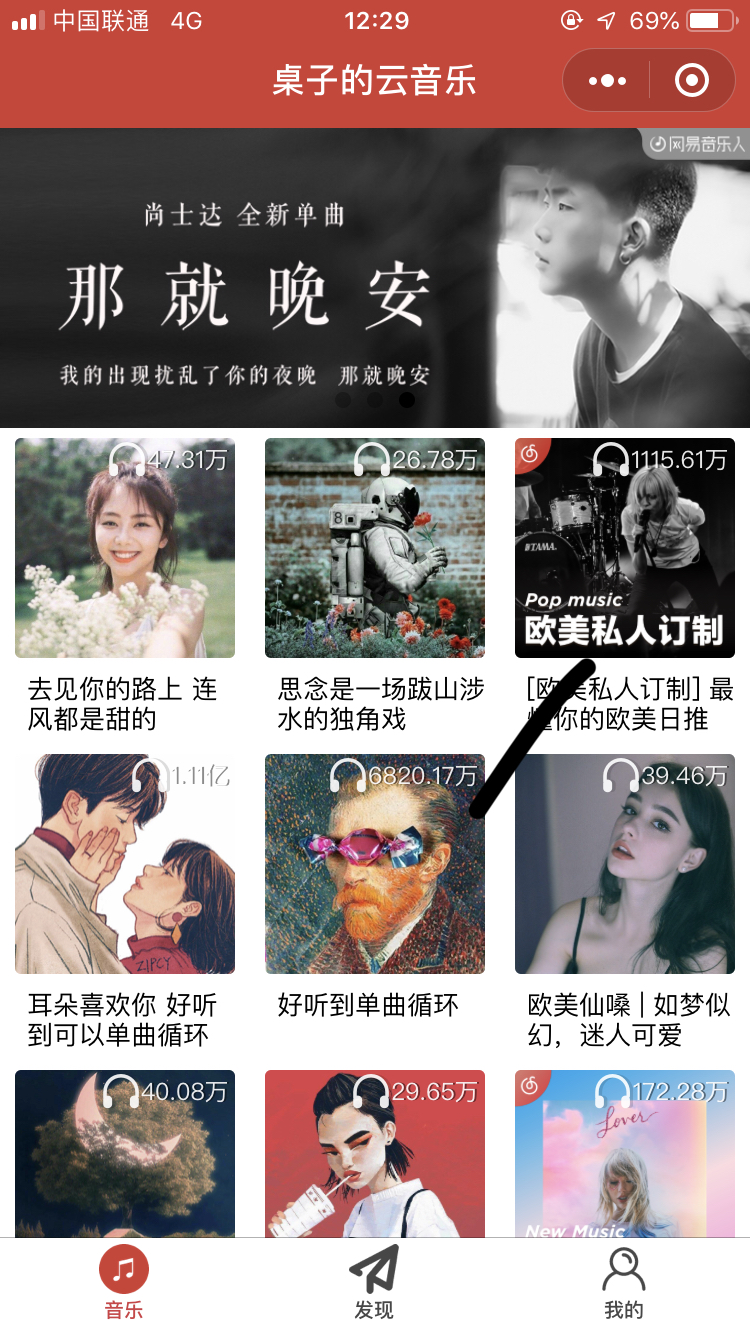 中国联通 4G 12:29 69%
桌子的云音乐
网易音乐人
尚士达 全新单曲
那就晚安
我的出现扰乱了你的夜晚 那就晚安
47.31万
26.78万
1115.61万
TAMA.
8
Pop music
欧美私人订制
去见你的路上 连
风都是甜的
思念是一场跋山涉
水的独角戏
[欧美私人订制] 最
懂你的欧美日推
1.11亿
6820.17万
39.46万
ZIPCY
耳朵喜欢你 好听
到可以单曲循环
好听到单曲循环
欧美仙嗓 | 如梦似
幻，迷人可爱
40.08万
29.65万
172.28万
Lover
New Music
音乐
发现
我的